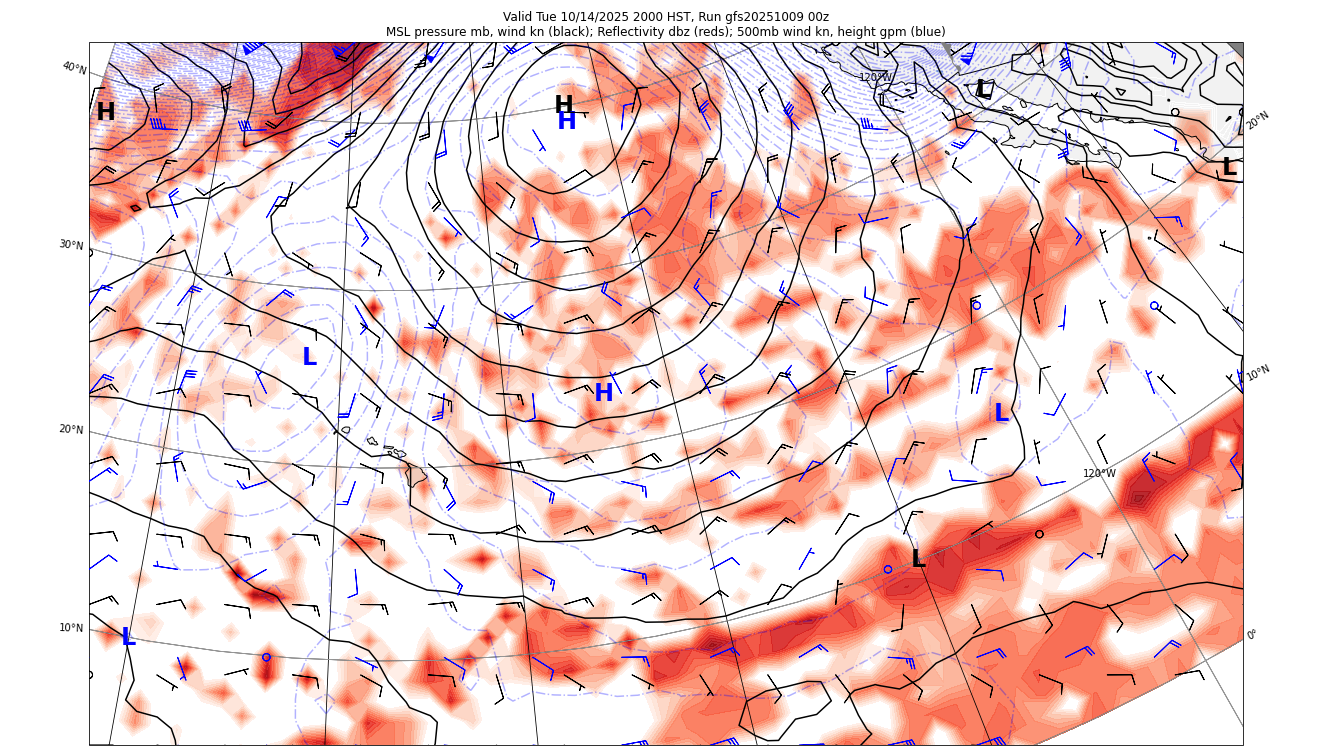 Valid Tue 10/14/2025 2000 HST, Run gfs20251009 00z
MSL pressure mb, wind kn (black); Reflectivity dbz (reds); 500mb wind kn, height gpm (blue)
40°N
120°W
L
H
H
H
20°N
L
30°N
L
10°N
H
L
20°N
120°W
L
10°N
L
0°